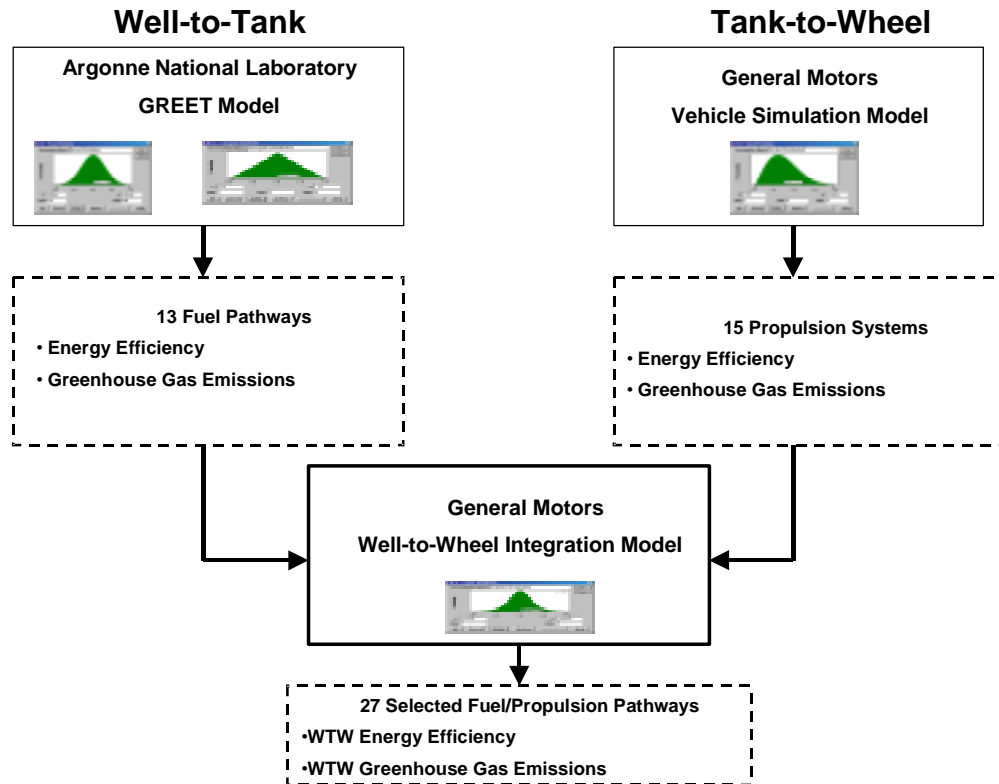 Well-to-Tank
Argonne National Laboratory
GREET Model
13 Fuel Pathways
• Energy Efficiency
• Greenhouse Gas Emissions
Tank-to-Wheel
General Motors
Vehicle Simulation Model
15 Propulsion Systems
• Energy Efficiency
• Greenhouse Gas Emissions
General Motors
Well-to-Wheel Integration Model
27 Selected Fuel/Propulsion Pathways
•WTW Energy Efficiency
•WTW Greenhouse Gas Emissions